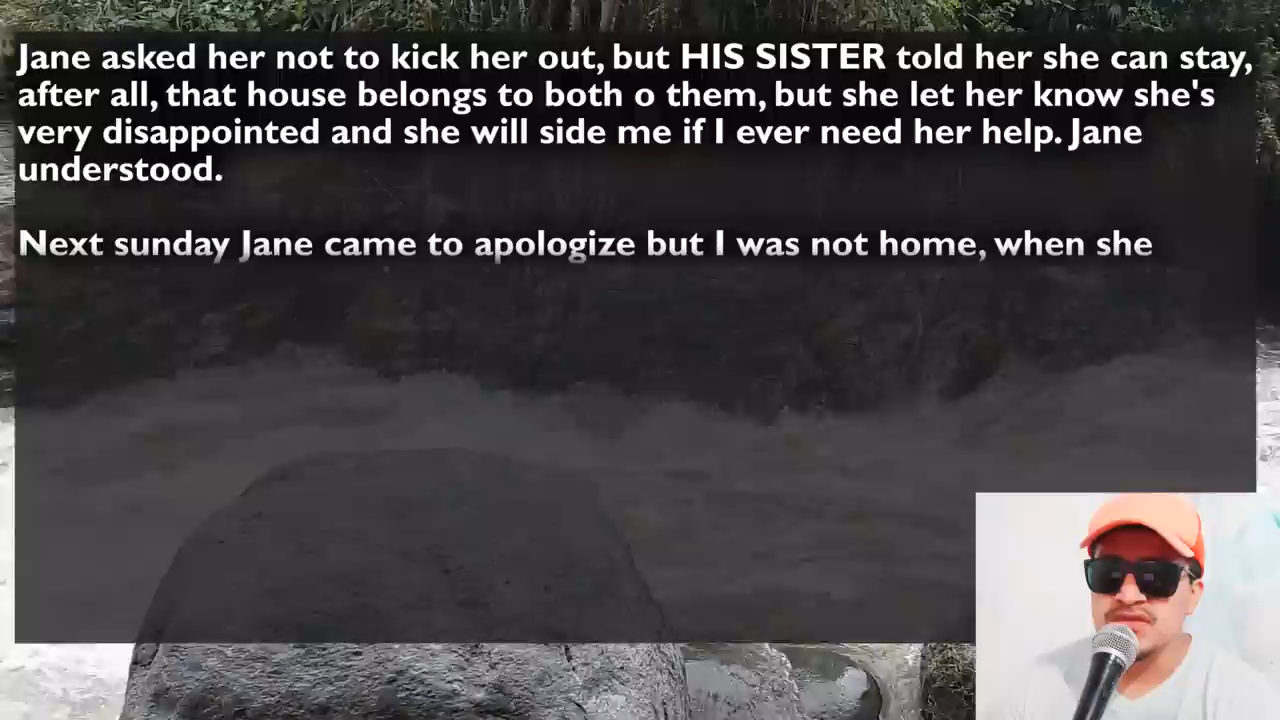 Jane asked her not to kick her out, but HIS SISTER told her she can stay,
after all, that house belongs to both o them, but she let her know she's
very disappointed and she will side me if I ever need her help. Jane
understood.
Next sunday Jane came to apologize but I was not home, when she